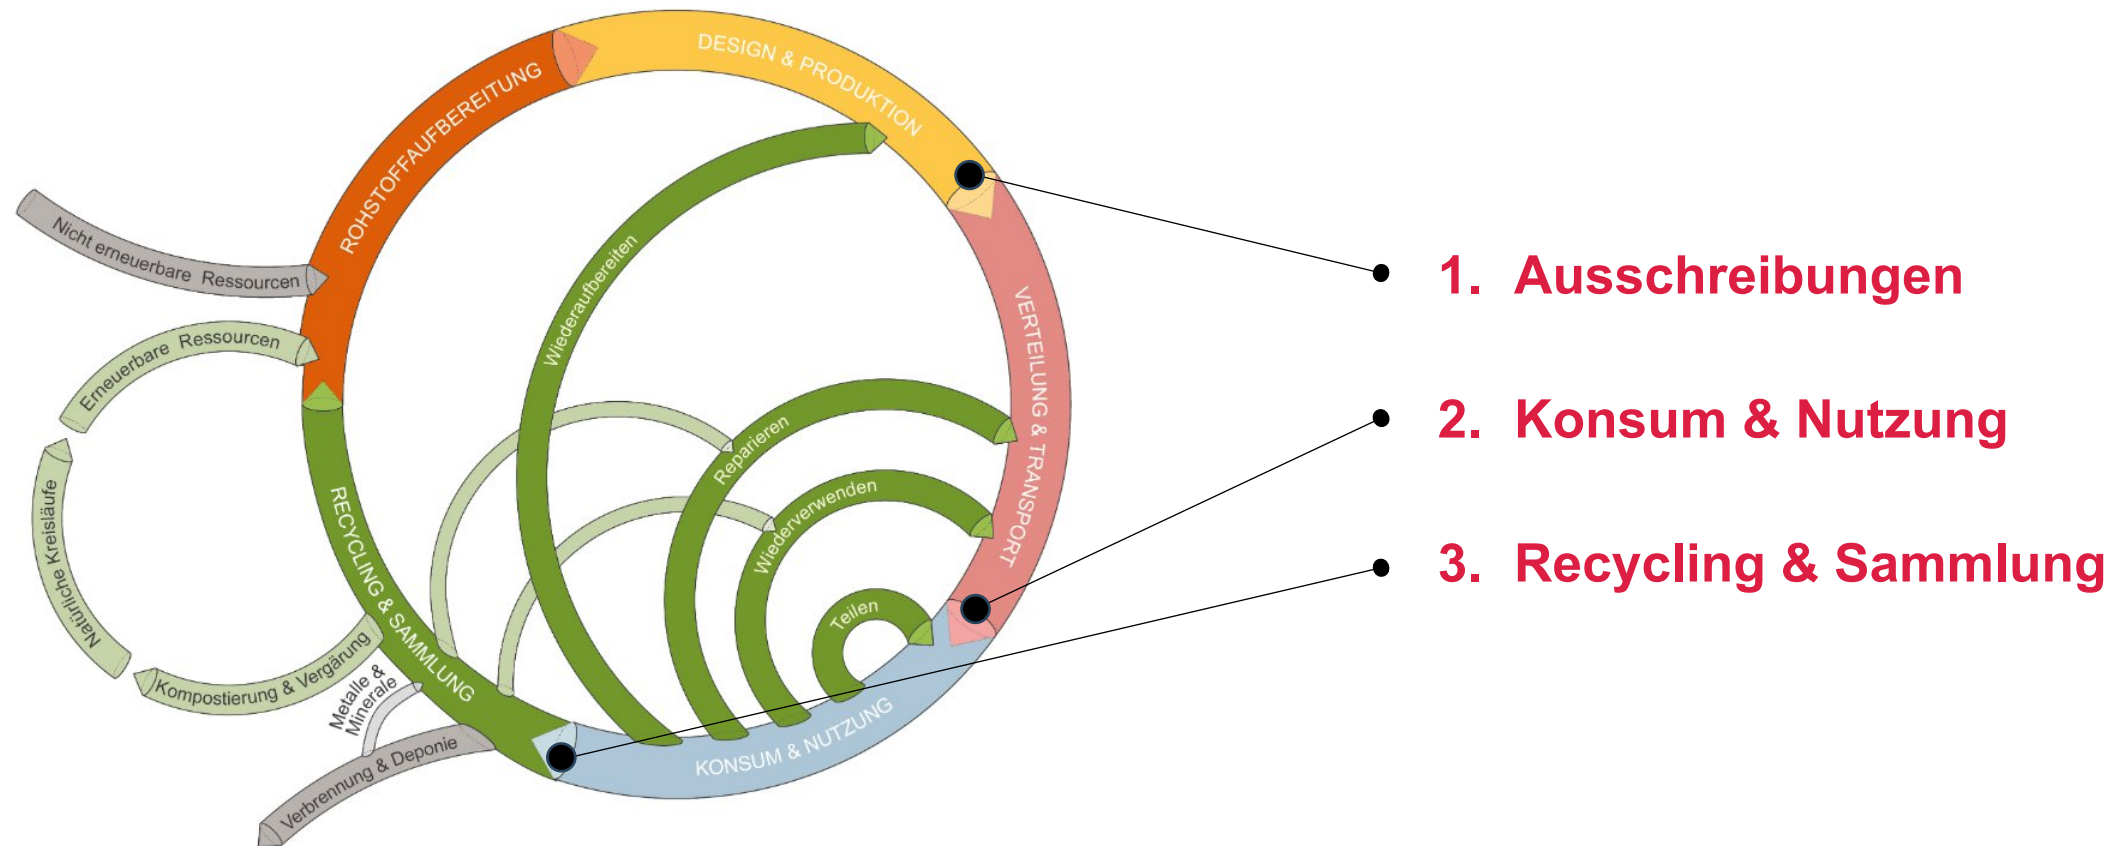 DESIGN & PRODUKTION
ROHSTOFFAUFBEREITUNG
Nicht erneuerbare Ressourcen
Erneuerbare Ressourcen
Natürliche Kreisläufe
Kompostierung & Vergärung
Metalle &
Minerale
Verbrennung & Deponie
RECYCLING & SAMMLUNG
Wiederaufbereiten
Reparieren
Wiederverwenden
Teilen
KONSUM & NUTZUNG
VERTEILUNG & TRANSPORT
1. Ausschreibungen
2. Konsum & Nutzung
3. Recycling & Sammlung